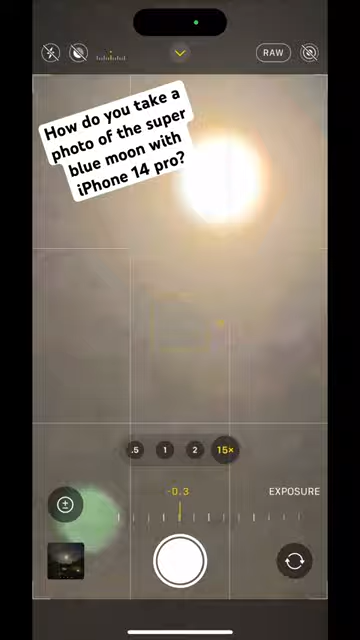 RAW
How do you take a
photo of the super
blue moon with
iPhone 14 pro?
.5 1 2 15×
-0.3 EXPOSURE